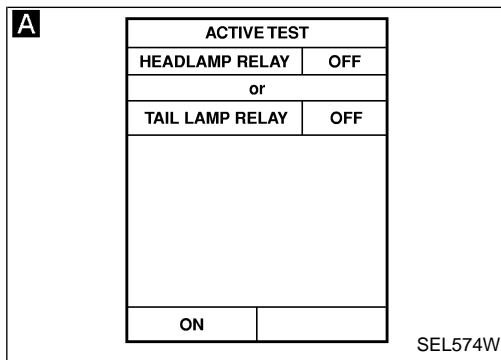 A
ACTIVE TEST
HEADLAMP RELAY OFF
or
TAIL LAMP RELAY OFF
ON
SEL574W